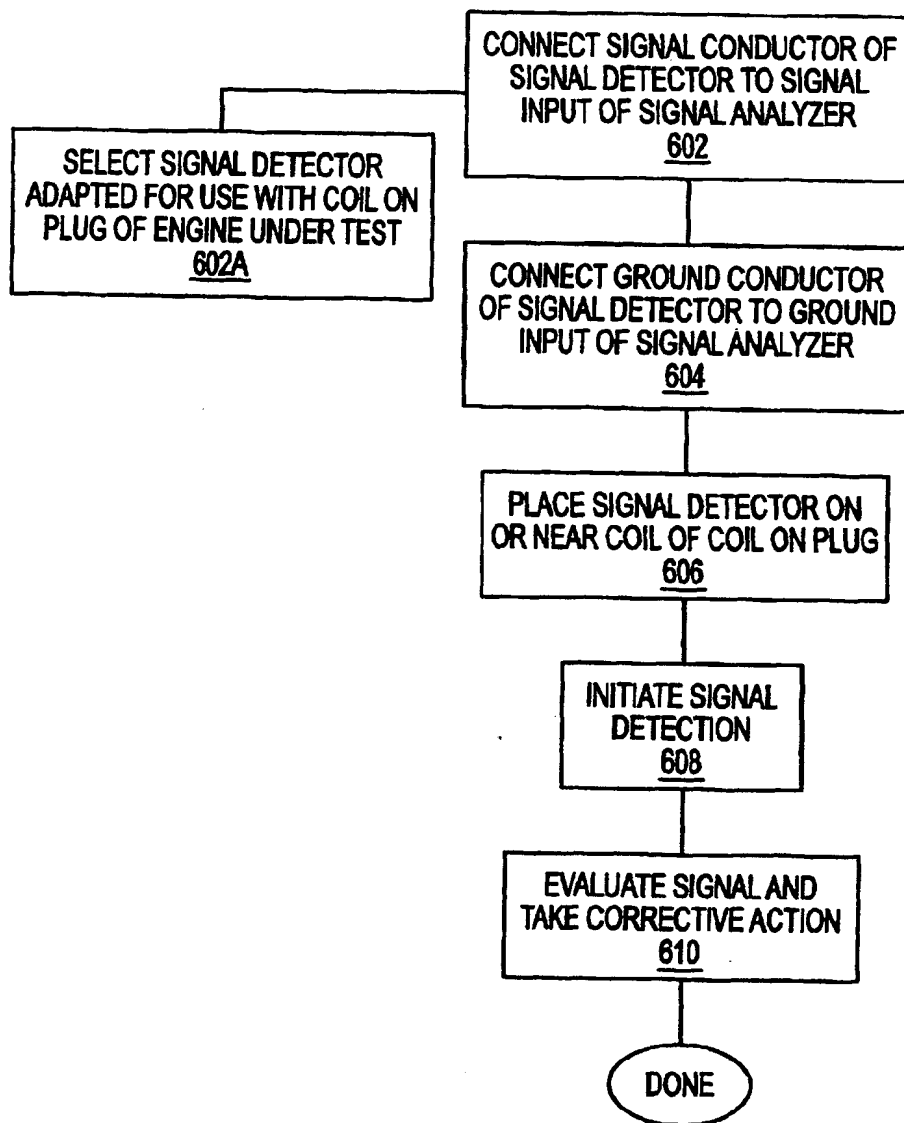 CONNECT SIGNAL CONDUCTOR OF
SIGNAL DETECTOR TO SIGNAL
INPUT OF SIGNAL ANALYZER
602
SELECT SIGNAL DETECTOR
ADAPTED FOR USE WITH COIL ON
PLUG OF ENGINE UNDER TEST
602A
CONNECT GROUND CONDUCTOR
OF SIGNAL DETECTOR TO GROUND
INPUT OF SIGNAL ANALYZER
604
PLACE SIGNAL DETECTOR ON
OR NEAR COIL OF COIL ON PLUG
606
INITIATE SIGNAL
DETECTION
608
EVALUATE SIGNAL AND
TAKE CORRECTIVE ACTION
610
DONE